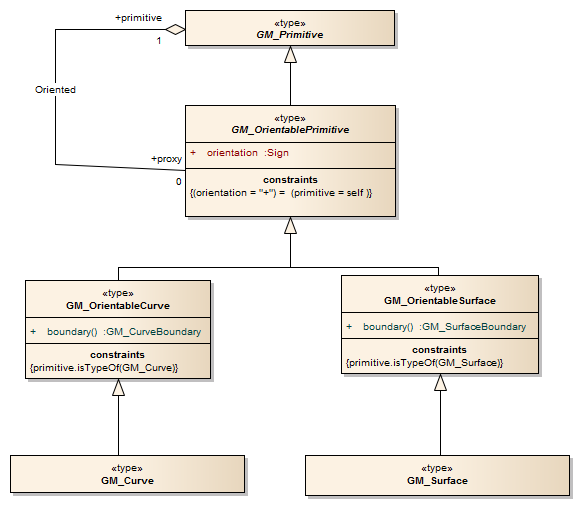 +primitive
1
«type»
GM_Primitive
Oriented
«type»
GM_OrientablePrimitive
+ orientation :Sign
constraints
{(orientation = "+") = (primitive = self )}
+proxy
0
«type»
GM_OrientableCurve
+ boundary() :GM_CurveBoundary
constraints
{primitive.isTypeOf(GM_Curve)}
«type»
GM_OrientableSurface
+ boundary() :GM_SurfaceBoundary
constraints
{primitive.isTypeOf(GM_Surface)}
«type»
GM_Curve
«type»
GM_Surface